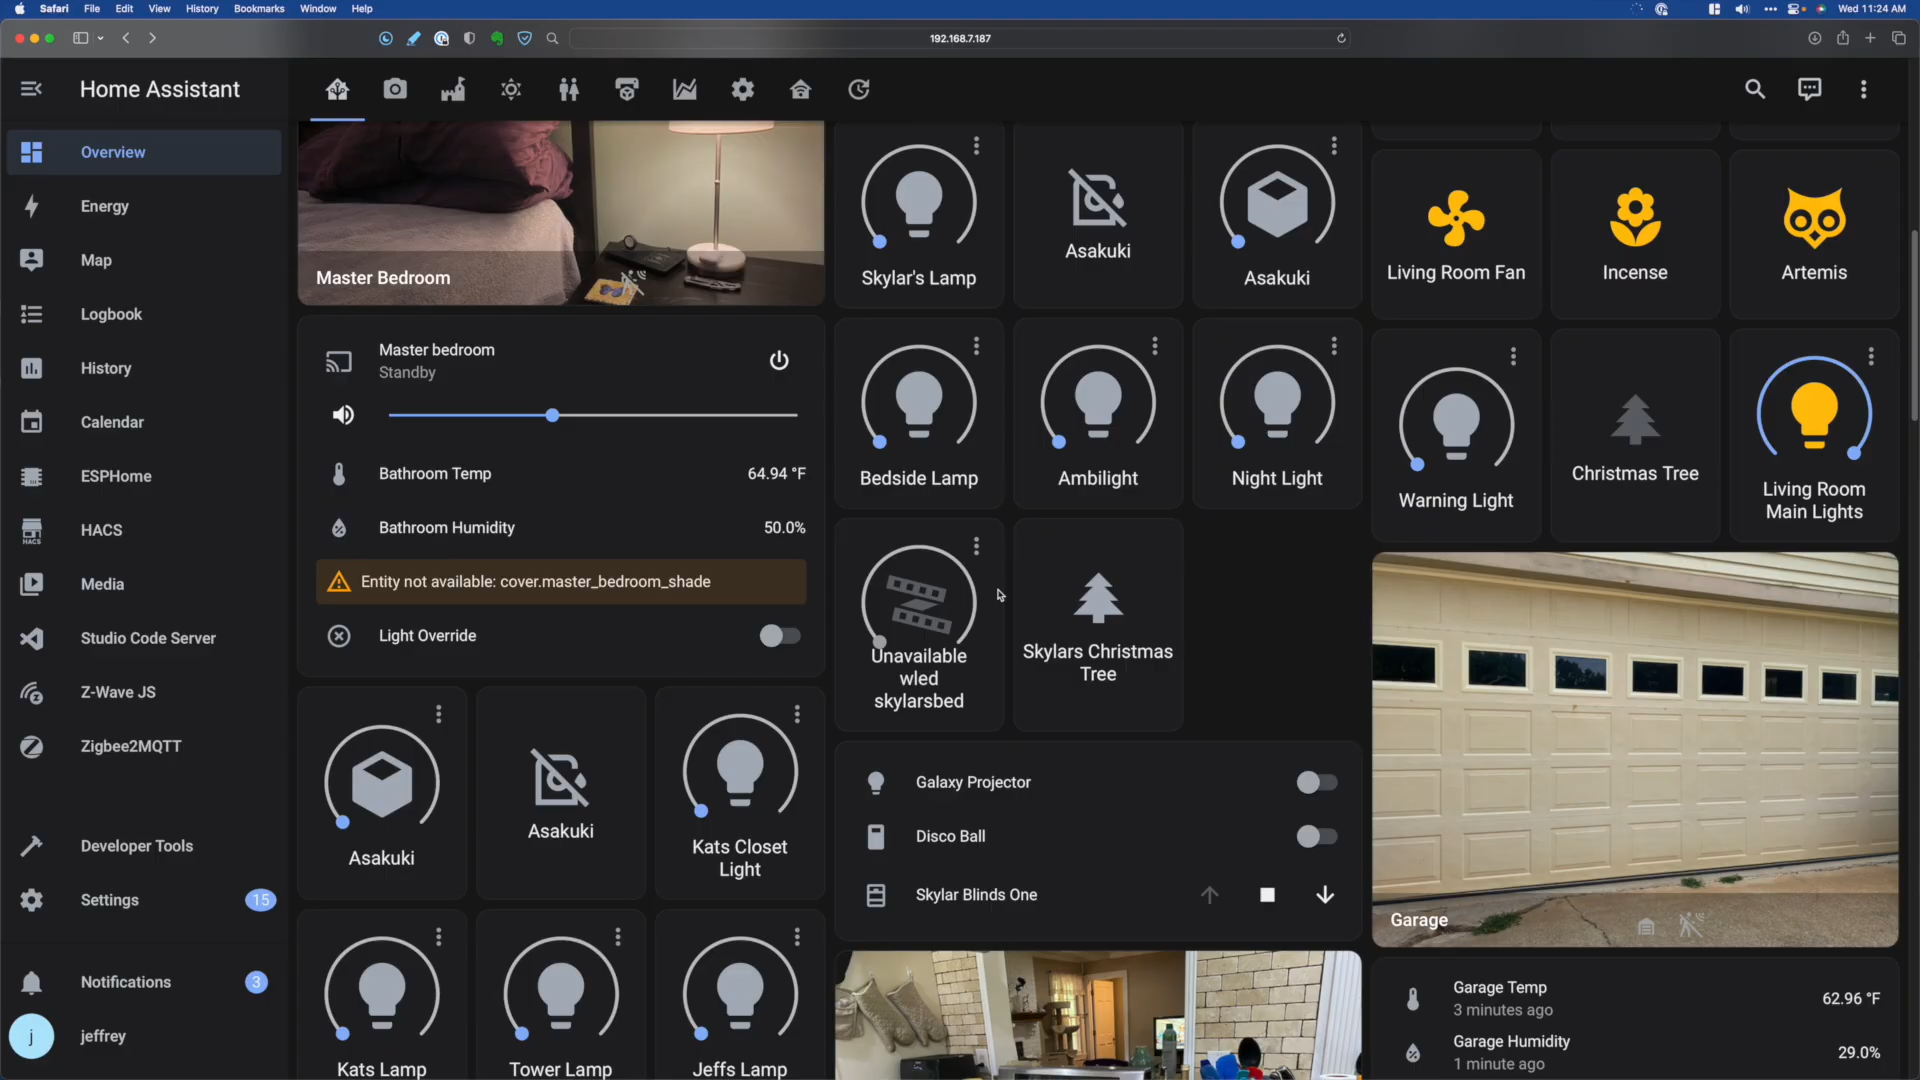 Safari File Edit View History Bookmarks Window Help
Wed 11:24 AM
192.168.7.187
Home Assistant
Overview
Energy
Map
Logbook
History
Calendar
ESPHome
HACS
HACS
Media
Studio Code Server
Z-Wave JS
Zigbee2MQTT
Developer Tools
Settings 15
Notifications 3
j jeffrey
Master Bedroom
Master bedroom
Standby
Bathroom Temp 64.94 °F
Bathroom Humidity 50.0%
Entity not available: cover.master_bedroom_shade
Light Override
Asakuki
Asakuki
Kats Closet
Light
Kats Lamp
Tower Lamp
Jeffs Lamp
Skylar's Lamp
Asakuki
Asakuki
Bedside Lamp
Ambilight
Night Light
Unavailable
wled
skylarsbed
Skylars Christmas
Tree
Galaxy Projector
Disco Ball
Skylar Blinds One
Living Room Fan
Incense
Artemis
Warning Light
Christmas Tree
Living Room
Main Lights
Garage
Garage Temp
3 minutes ago
62.96 °F
Garage Humidity
1 minute ago
29.0%